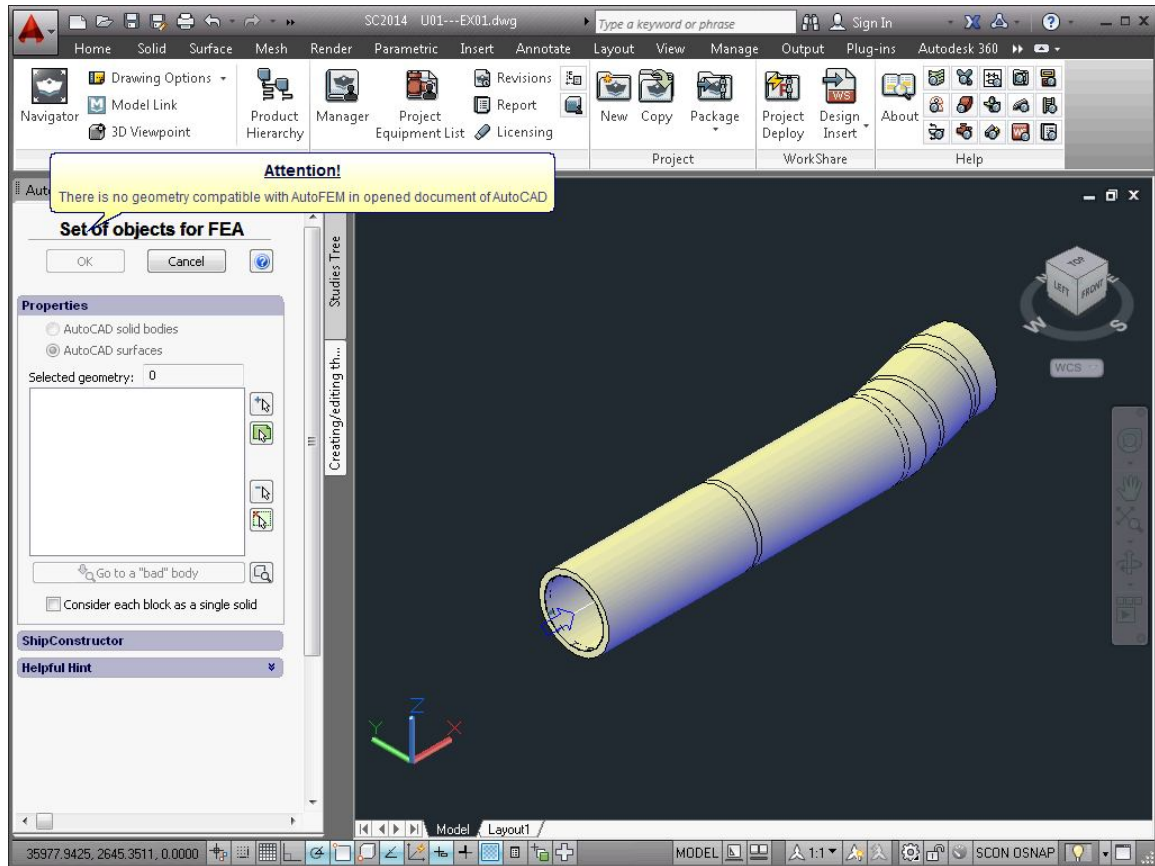 SC2014 U01---EX01.dwg
Type a keyword or phrase
Sign In
Home Solid Surface Mesh Render Parametric Insert Annotate Layout View Manage Output Plug-ins Autodesk 360
Navigator
Drawing Options
Model Link
3D Viewpoint
Product
Hierarchy
Manager
Project
Equipment List
Revisions
Report
Licensing
New Copy Package
Project
Deploy
Design
Insert
WS
About
Project WorkShare Help
Attention!
There is no geometry compatible with AutoFEM in opened document of AutoCAD
Set of objects for FEA
OK Cancel
Properties
AutoCAD solid bodies
AutoCAD surfaces
Selected geometry: 0
Go to a "bad" body
Consider each block as a single solid
ShipConstructor
Helpful Hint
Studies Tree
Creating/editing th...
TOP
LEFT
FRONT
W
S
WCS
Z
Y
X
Model Layout1
35977.9425, 2645.3511, 0.0000
MODEL
1:1
SCON OSNAP